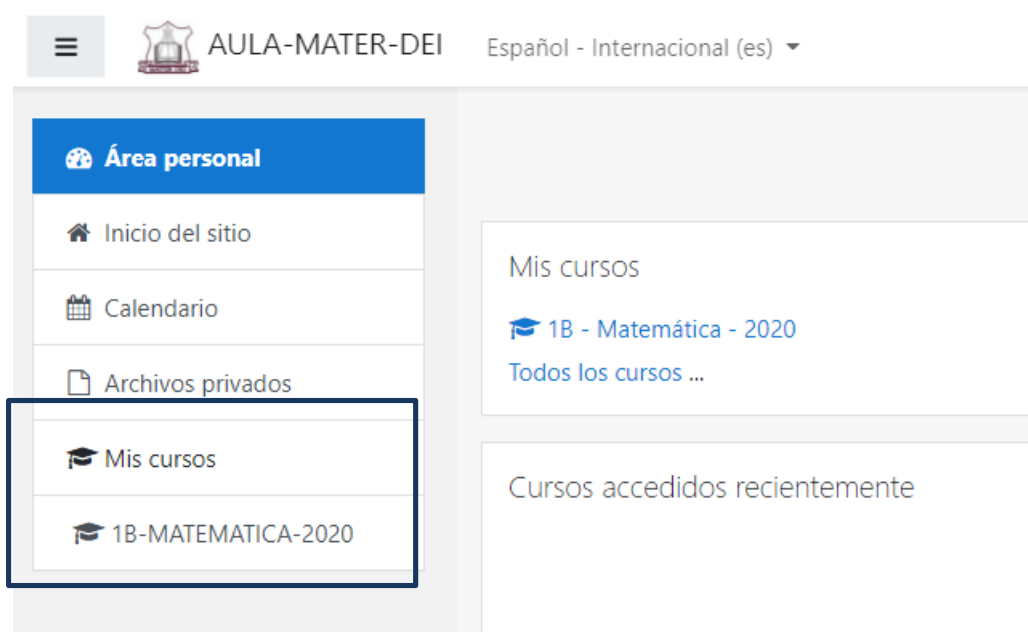 AULA-MATER-DEI
Español - Internacional (es)
Área personal
Inicio del sitio
Calendario
Archivos privados
Mis cursos
1B-MATEMATICA-2020
Mis cursos
1B - Matemática - 2020
Todos los cursos ...
Cursos accedidos recientemente